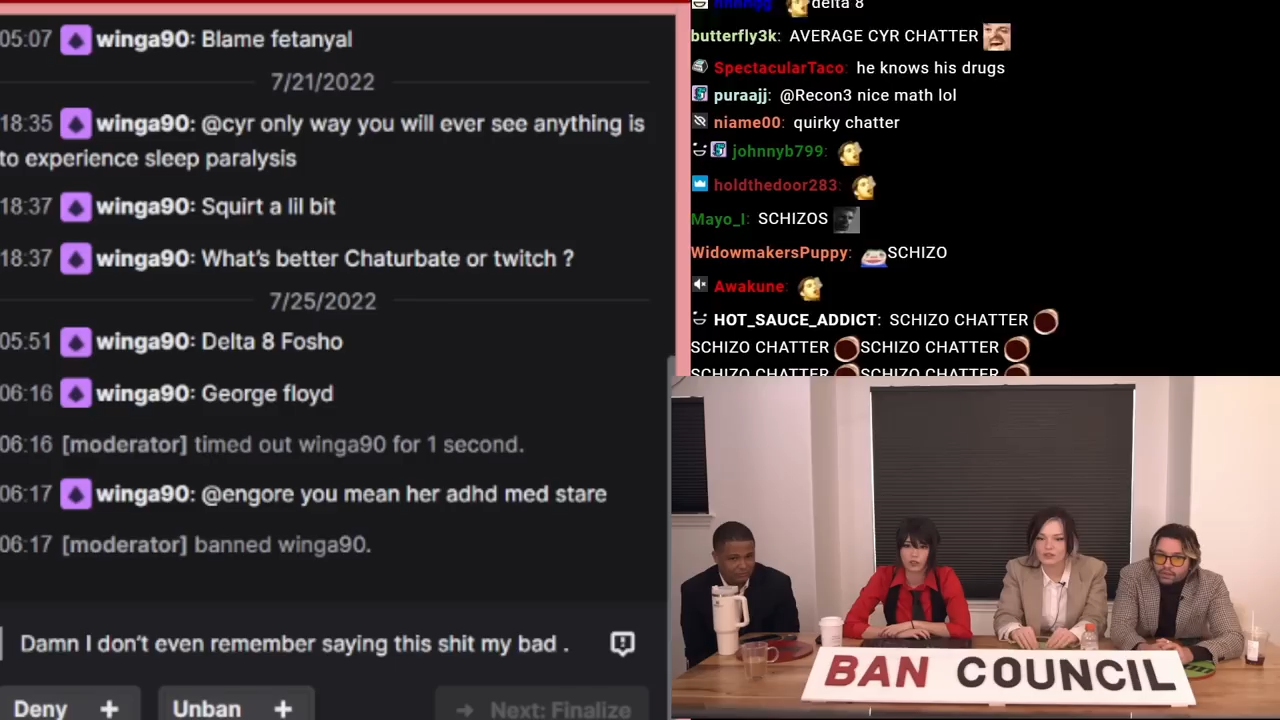 05:07 winga90: Blame fetanyal
7/21/2022
18:35 winga90: @cyr only way you will ever see anything is
to experience sleep paralysis
18:37 winga90: Squirt a lil bit
18:37 winga90: What's better Chaturbate or twitch ?
7/25/2022
05:51 winga90: Delta 8 Fosho
06:16 winga90: George floyd
06:16 [moderator] timed out winga90 for 1 second.
06:17 winga90: @engore you mean her adhd med stare
06:17 [moderator] banned winga90.
Damn I don't even remember saying this shit my bad .
Deny +
Unban +
Next: Finalize
delta 8
butterfly3k: AVERAGE CYR CHATTER
SpectacularTaco: he knows his drugs
puraajj: @Recon3 nice math lol
niame00: quirky chatter
johnnyb799:
holdthedoor283:
Mayo_I: SCHIZOS
WidowmakersPuppy: SCHIZO
Awakune:
HOT_SAUCE_ADDICT: SCHIZO CHATTER
SCHIZO CHATTER SCHIZO CHATTER
SCHIZO CHATTER SCHIZO CHATTER
BAN COUNCIL